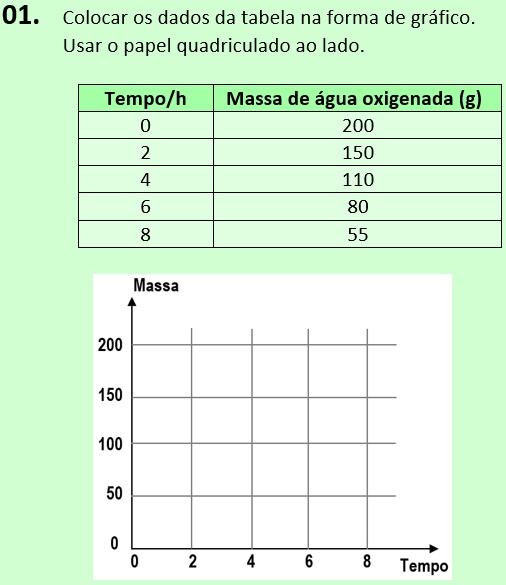 01. Colocar os dados da tabela na forma de gráfico.
Usar o papel quadriculado ao lado.
Tempo/h Massa de água oxigenada (g)
0 200
2 150
4 110
6 80
8 55
Massa
200
150
100
50
0
0 2 4 6 8 Tempo